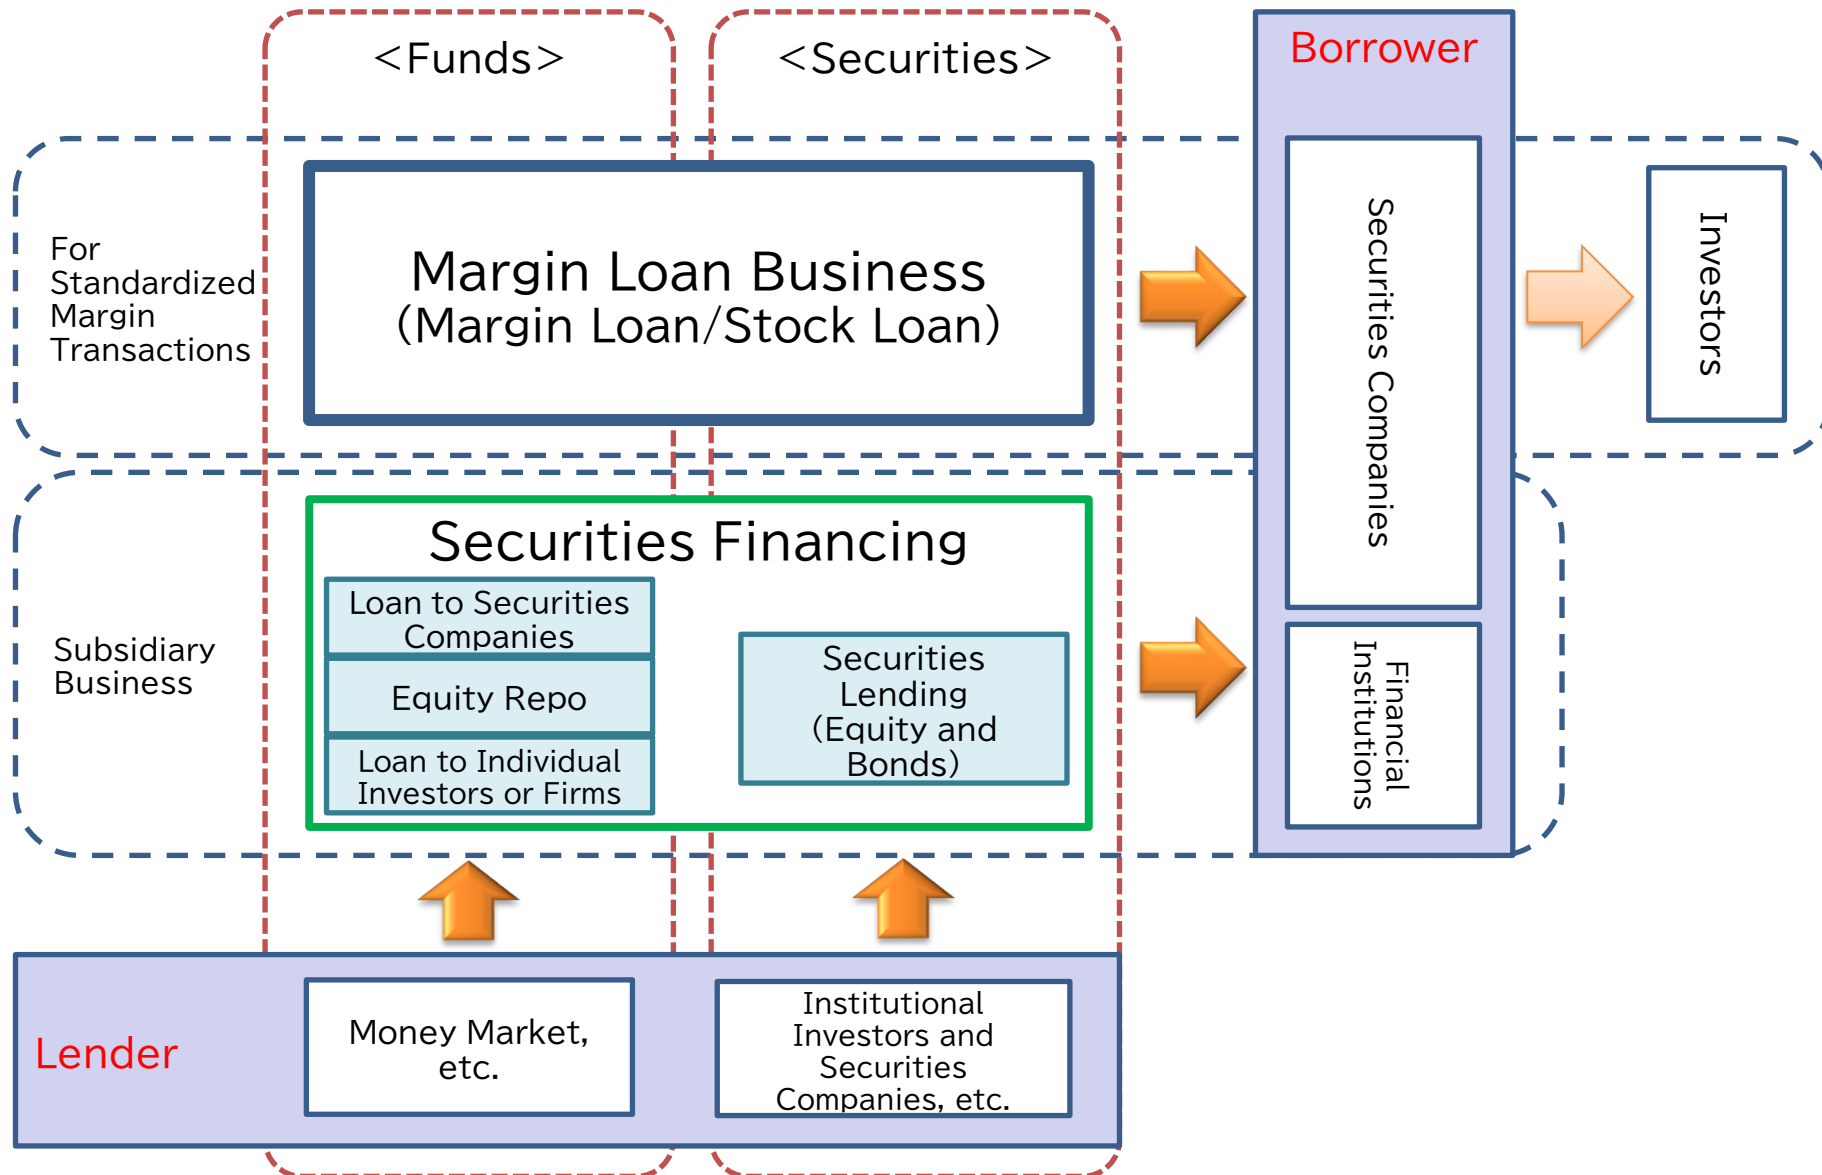 <Funds>
<Securities>
Borrower
For
Standardized
Margin
Transactions
Margin Loan Business
(Margin Loan/Stock Loan)
Securities Companies
Investors
Subsidiary
Business
Securities Financing
Loan to Securities
Companies
Equity Repo
Loan to Individual
Investors or Firms
Securities
Lending
(Equity and
Bonds)
Financial
Institutions
Lender
Money Market,
etc.
Institutional
Investors and
Securities
Companies, etc.